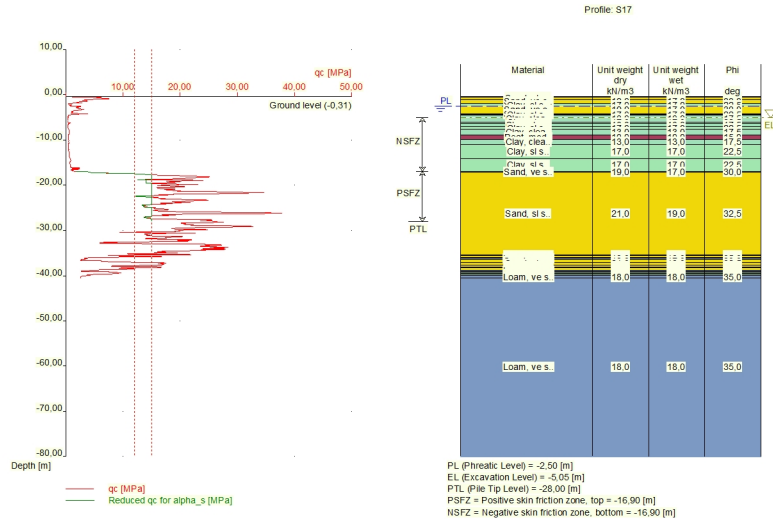 Profile: S17
10,00
qc [MPa]
0,00
10,00
20,00
30,00
40,00
50,00
Ground level (-0,31)
-10,00
-20,00
-30,00
-40,00
-50,00
-60,00
-70,00
-80,00
Depth [m]
qc [MPa]
Reduced qc for alpha_s [MPa]
Material
Unit weight dry kN/m3
Unit weight wet kN/m3
Phi deg
PL
EL
NSFZ
PSFZ
PTL
Clay, clea.. 13,0 13,0 17,5
Clay, sl s.. 17,0 17,0 22,5
Clay, sl s.. 17,0 17,0 22,5
Sand, ve s.. 19,0 17,0 30,0
Sand, sl s.. 21,0 19,0 32,5
Loam, ve s.. 18,0 18,0 35,0
Loam, ve s.. 18,0 18,0 35,0
PL (Phreatic Level) = -2,50 [m]
EL (Excavation Level) = -5,05 [m]
PTL (Pile Tip Level) = -28,00 [m]
PSFZ = Positive skin friction zone, top = -16,90 [m]
NSFZ = Negative skin friction zone, bottom = -16,90 [m]